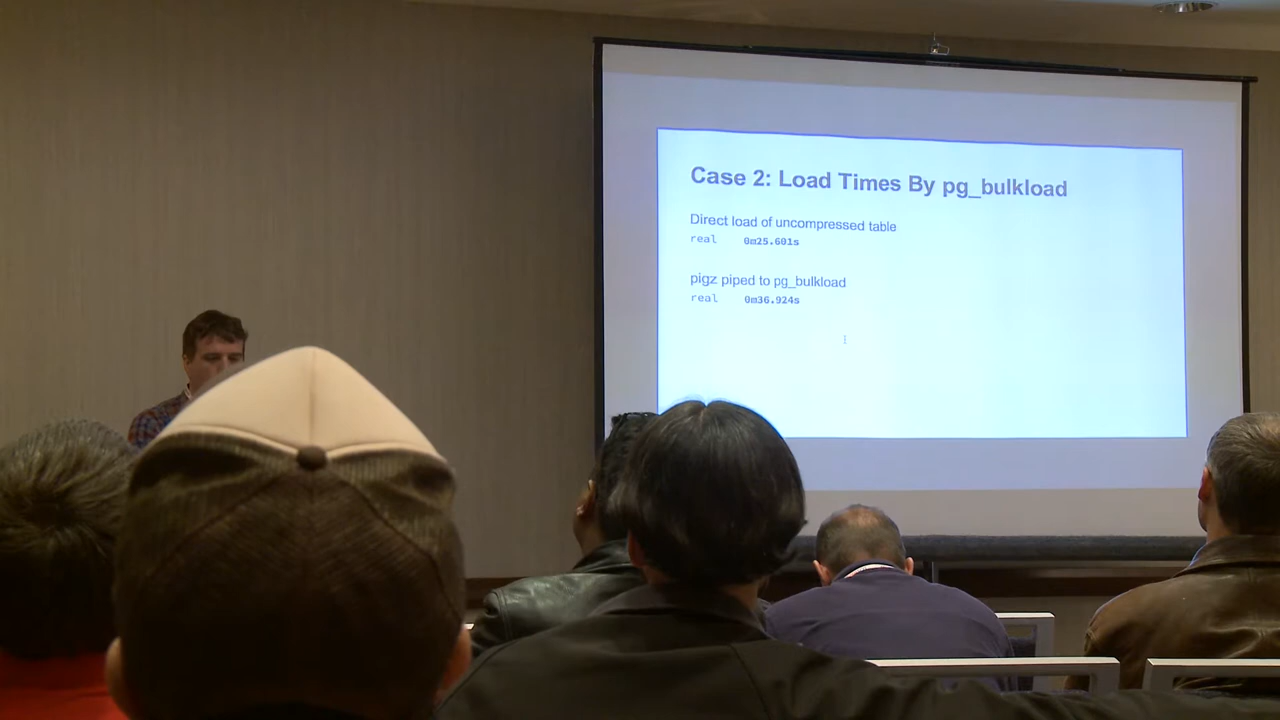 Case 2: Load Times By pg_bulkload
Direct load of uncompressed table
real 0m25.601s
pigz piped to pg_bulkload
real 0m36.924s